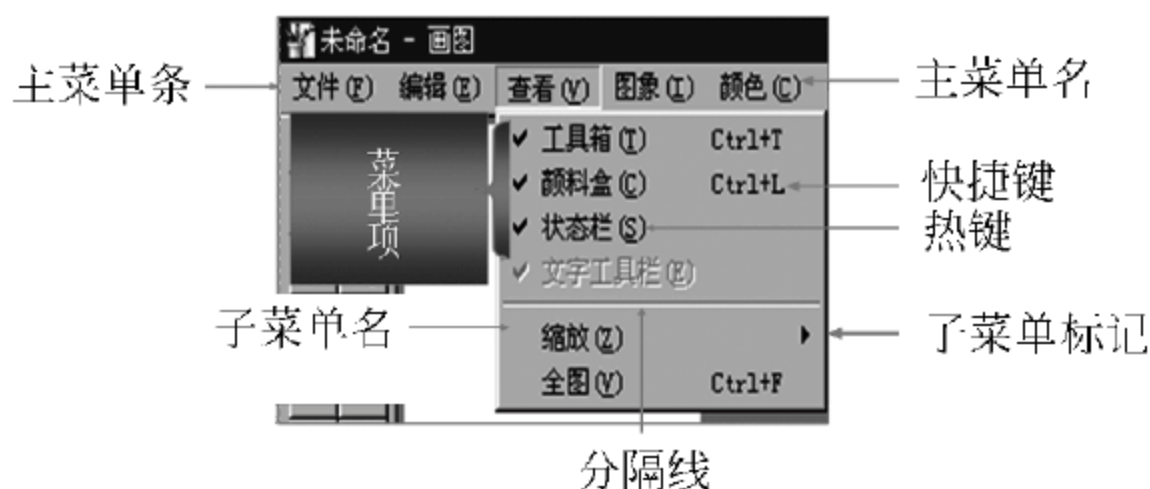 未命名 - 画图
主菜单条
文件(F) 编辑(E) 查看(V) 图象(I) 颜色(C)
主菜单名
菜单项
工具箱(T) Ctrl+T
颜料盒(C) Ctrl+L
快捷键
状态栏(S)
热键
文字工具栏(E)
子菜单名
缩放(Z)
子菜单标记
全图(V) Ctrl+F
分隔线